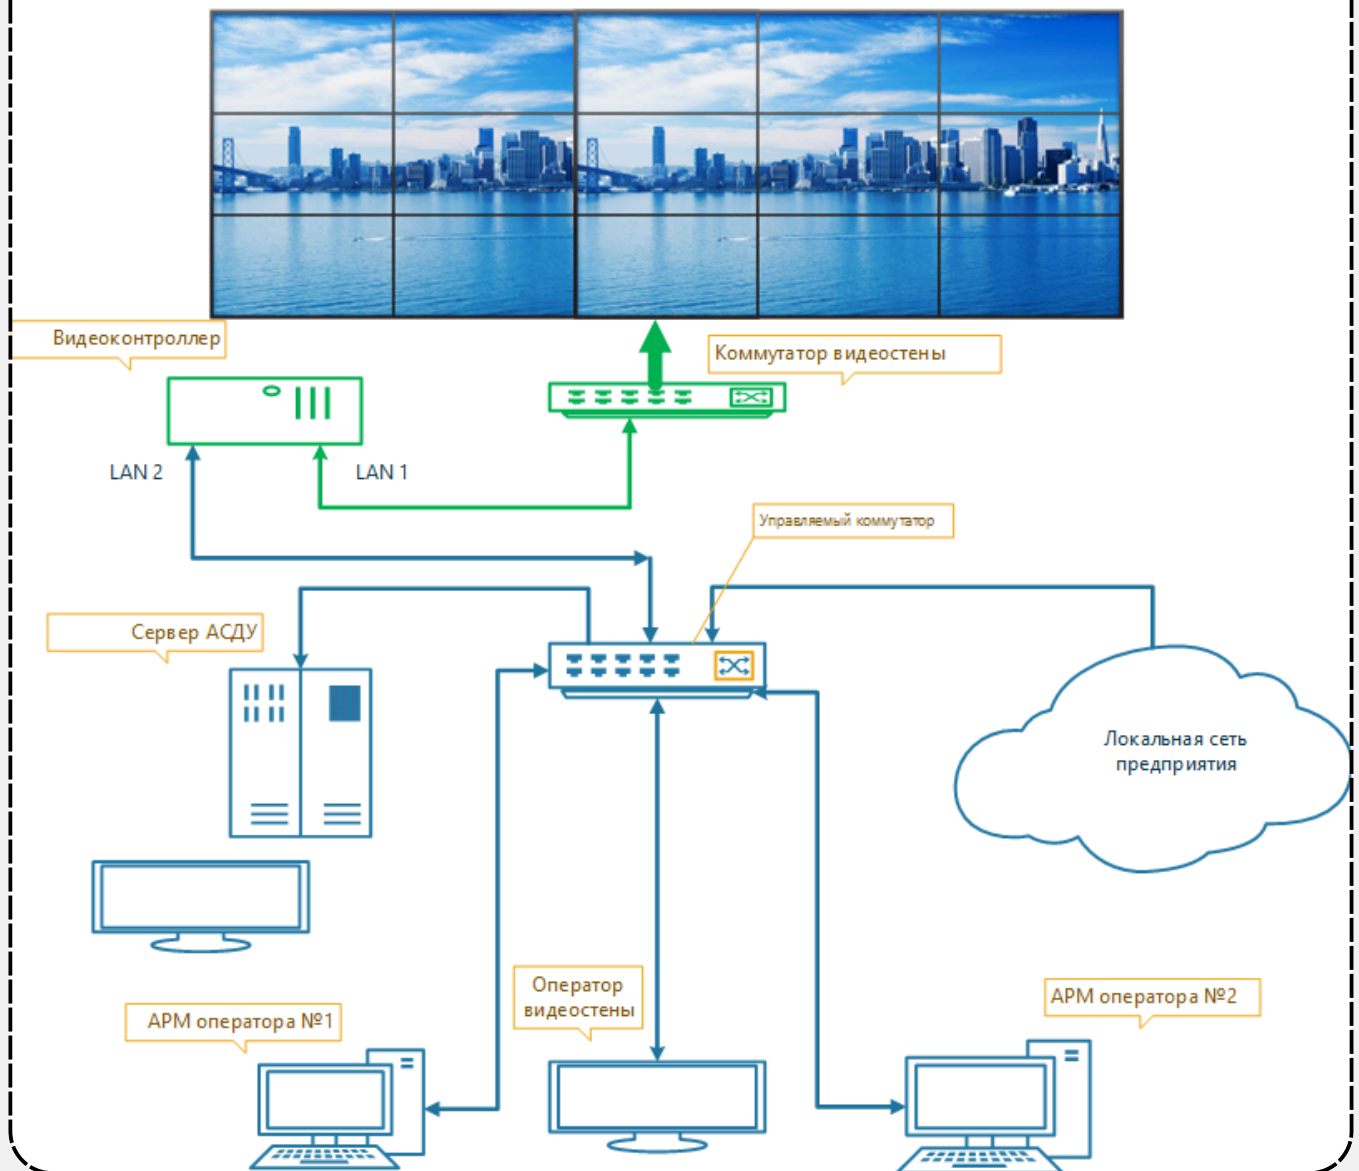 Видеоконтроллер
Коммутатор видеостены
LAN 2
LAN 1
Управляемый коммутатор
Сервер АСДУ
Локальная сеть
предприятия
Оператор
видеостены
АРМ оператора №1
АРМ оператора №2